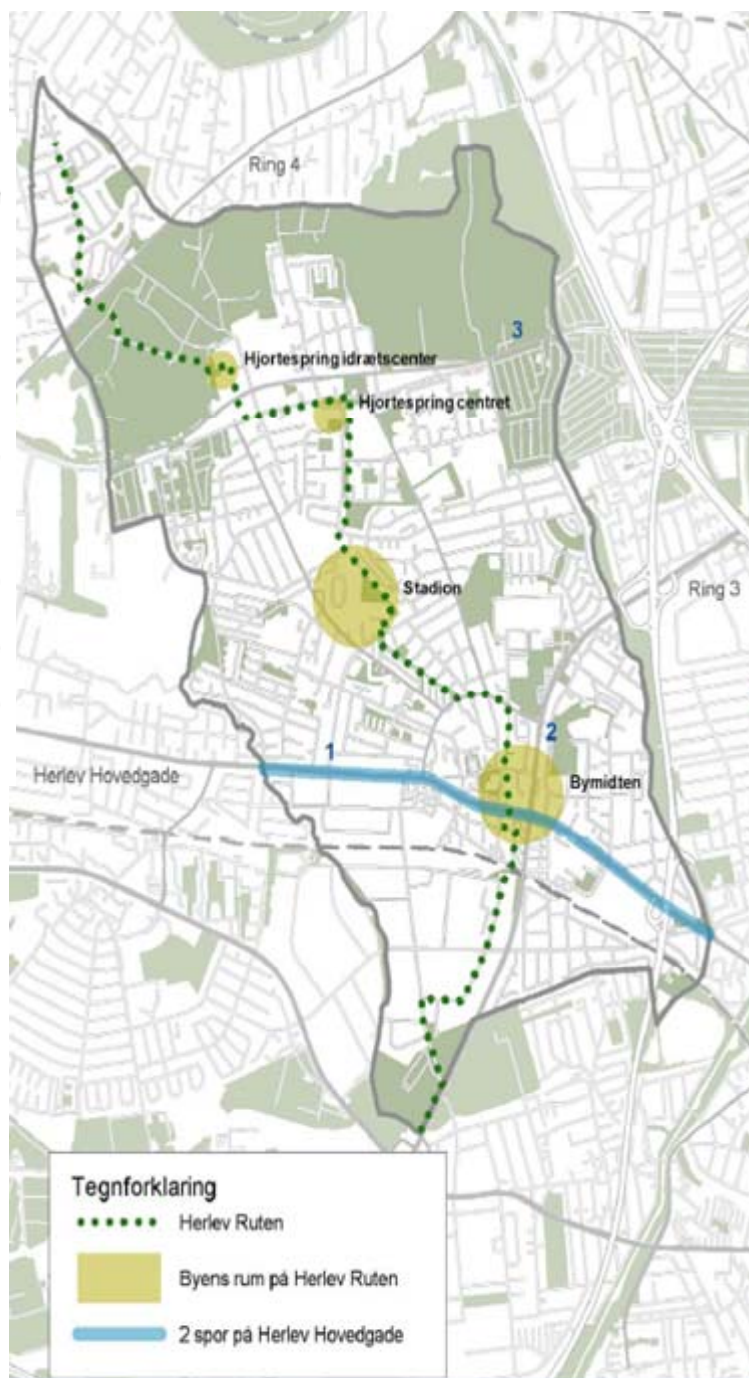 Ring 4
3
Hjortespring idrætscenter
Hjortespring centret
Stadion
Ring 3
1
2
Herlev Hovedgade
Bymidten
Tegnforklaring
Herlev Ruten
Byens rum på Herlev Ruten
2 spor på Herlev Hovedgade